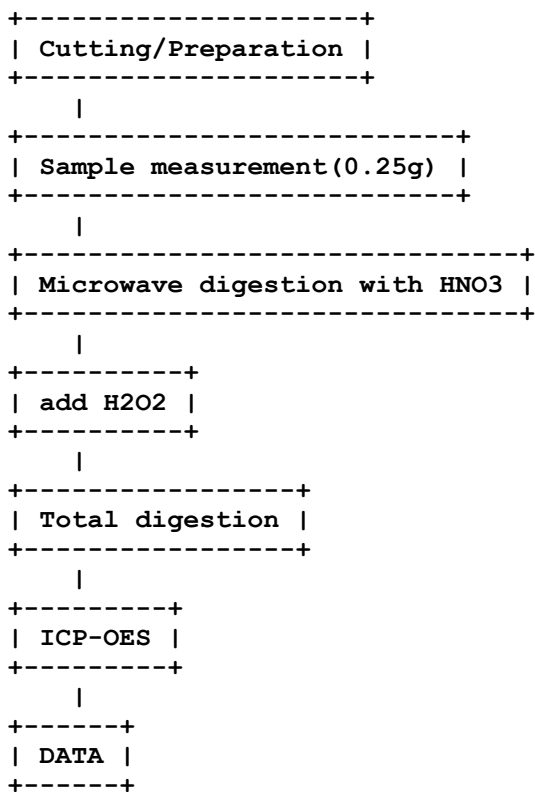 Cutting/Preparation
Sample measurement(0.25g)
Microwave digestion with HNO3
add H2O2
Total digestion
ICP-OES
DATA